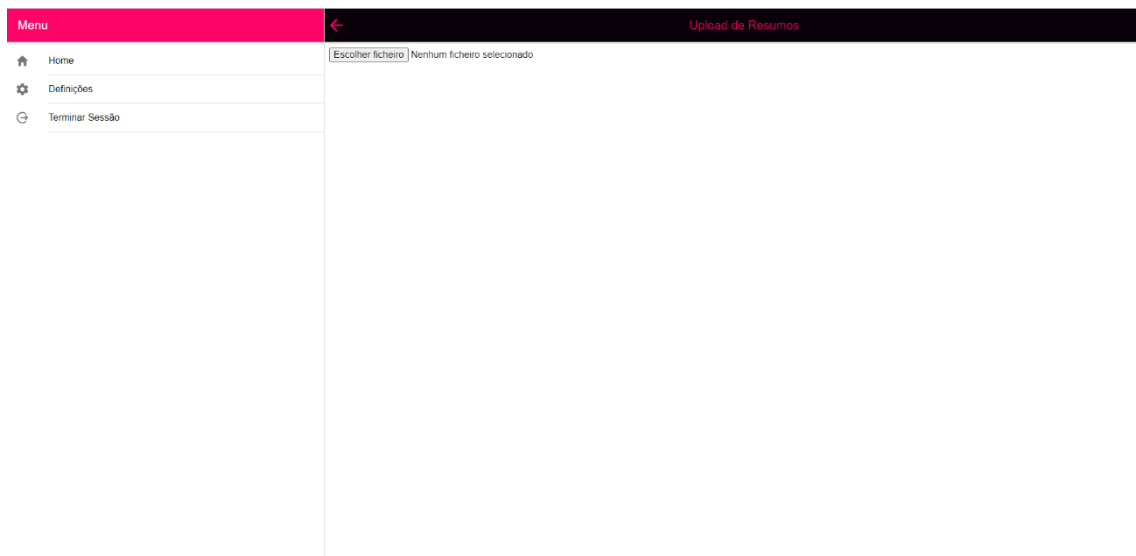 Menu
Home
Definições
Terminar Sessão
Upload de Resumos
Escolher ficheiro Nenhum ficheiro selecionado